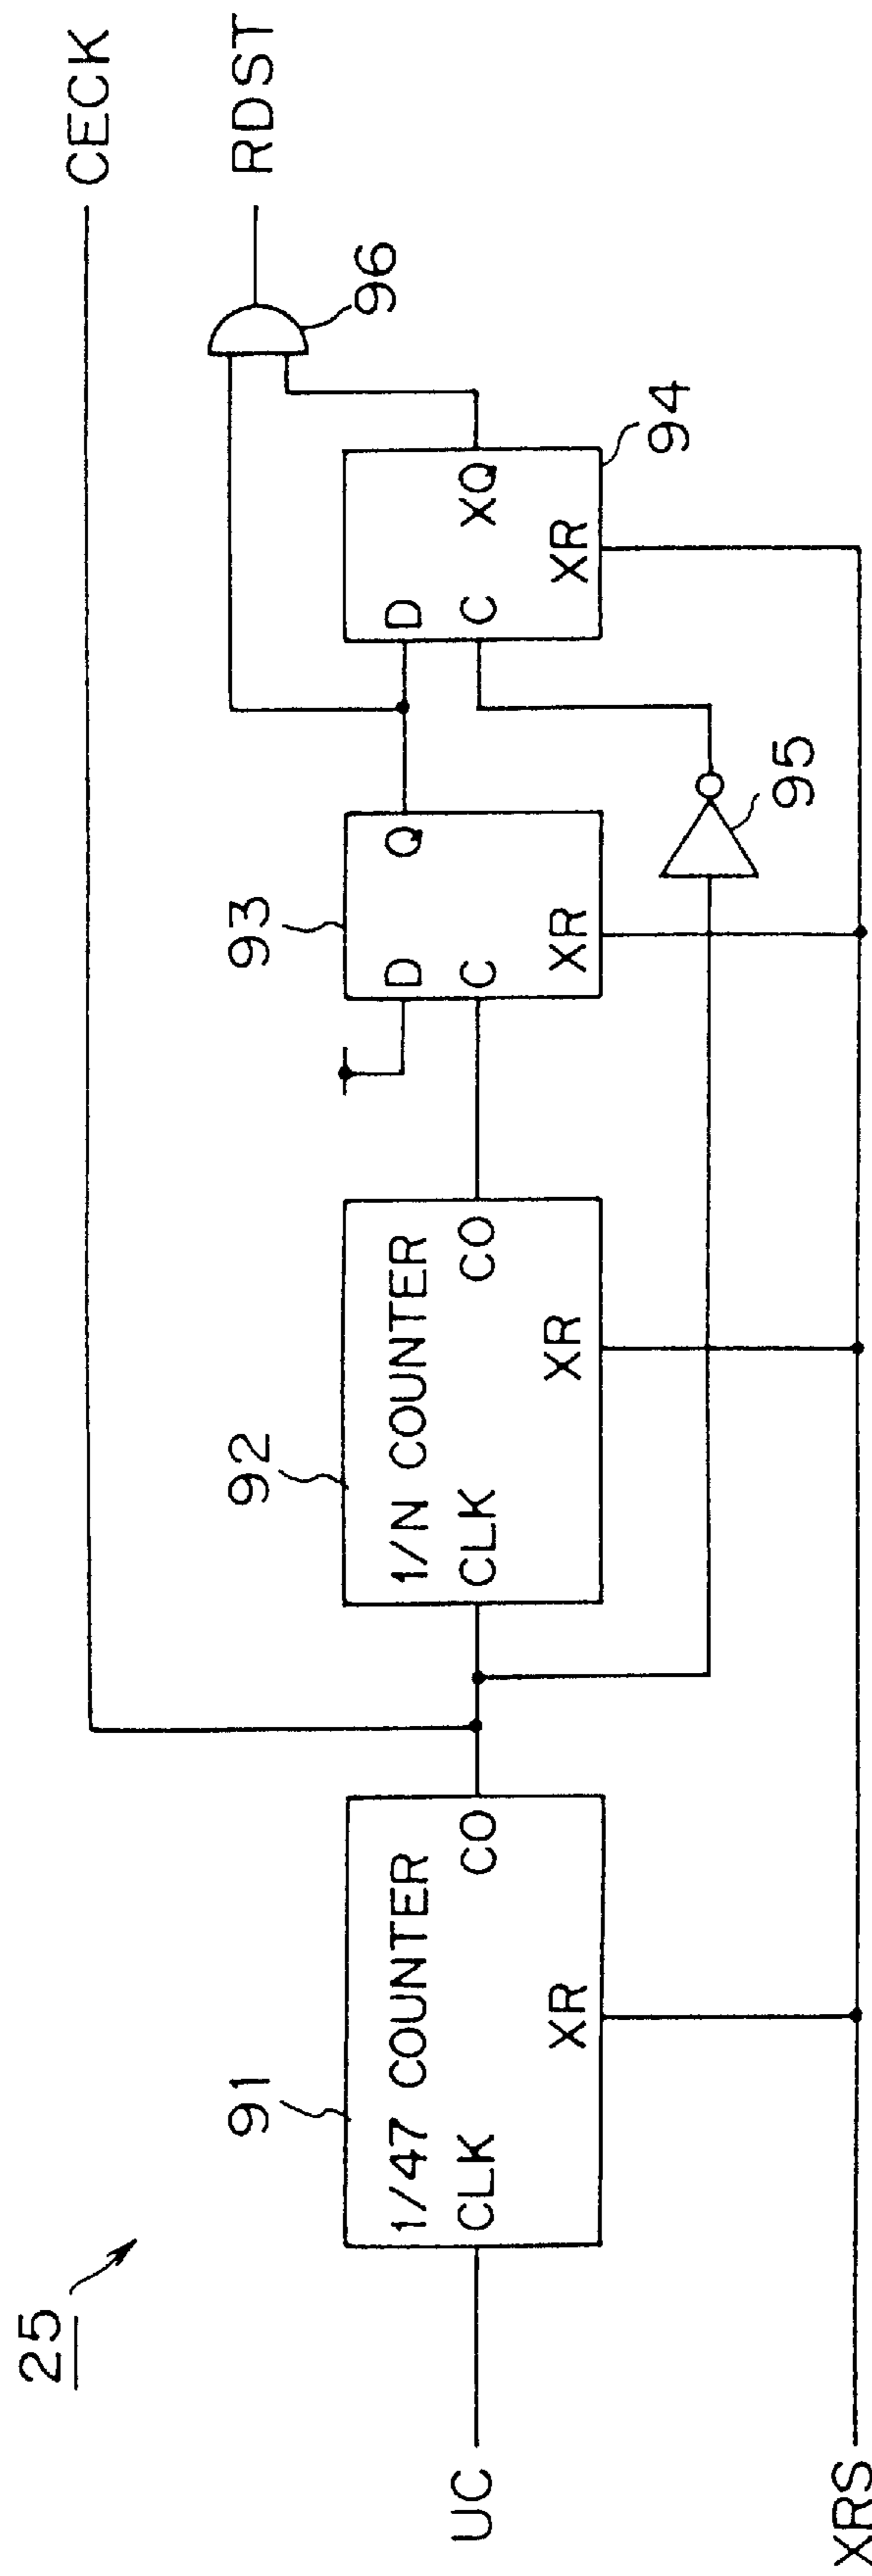 25
CECK
RDST
96
91
1/47 COUNTER
CLK
CO
XR
92
1/N COUNTER
CLK
CO
XR
93
D
Q
C
XR
94
D
C
XQ
XR
95
UC
XRS